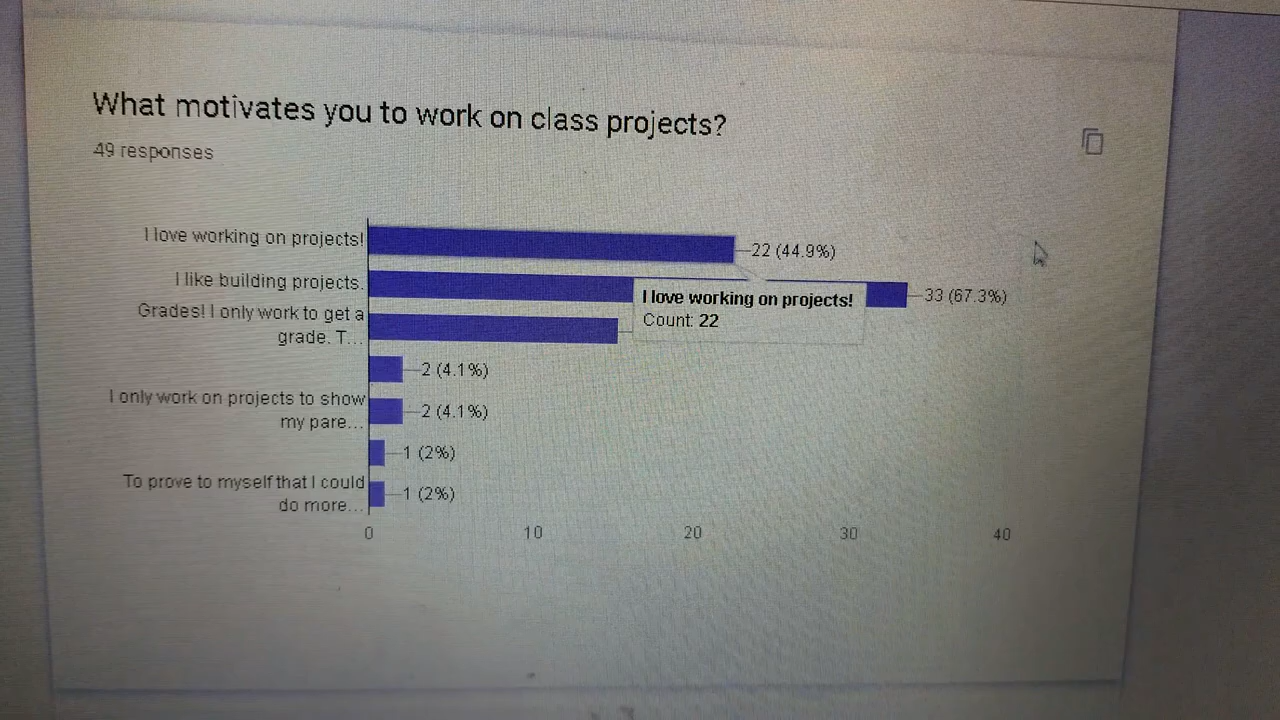 What motivates you to work on class projects?
49 responses
I love working on projects!
22 (44.9%)
I like building projects.
33 (67.3%)
I love working on projects!
Count: 22
Grades! I only work to get a
grade. T...
2 (4.1%)
I only work on projects to show
my pare...
2 (4.1%)
1 (2%)
To prove to myself that I could
do more...
1 (2%)
0 10 20 30 40